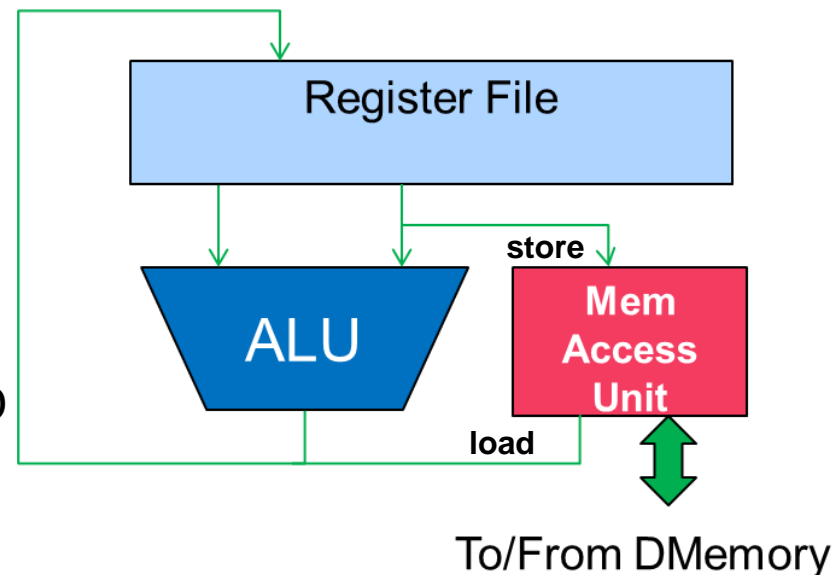 Register File
store
ALU
Mem
Access
Unit
)
load
To/From DMemory